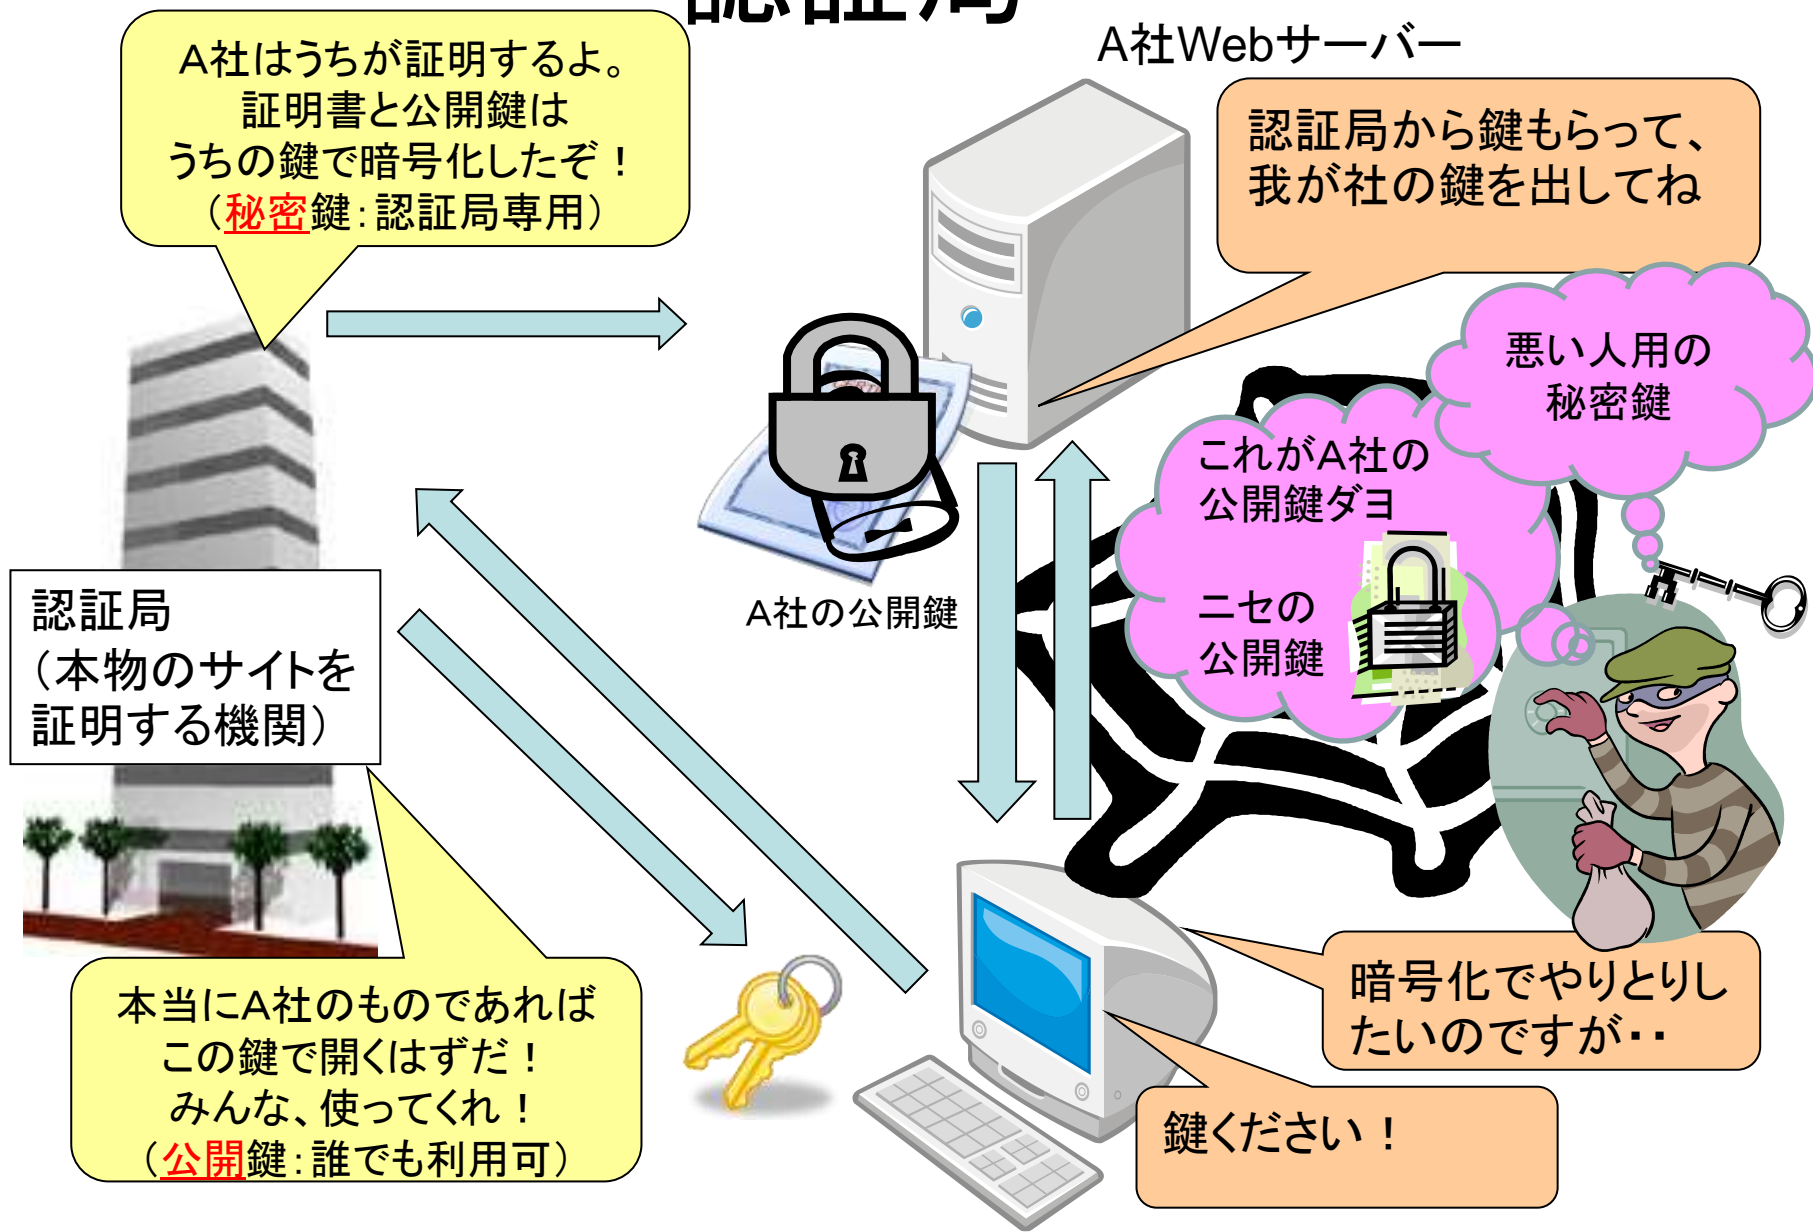 認証局
A社はうちが証明するよ。
証明書と公開鍵は
うちの鍵で暗号化したぞ！
（秘密鍵：認証局専用）
A社Webサーバー
認証局から鍵もらって、
我が社の鍵を出してね
悪い人用の
秘密鍵
これがA社の
公開鍵ダヨ
ニセの
公開鍵
A社の公開鍵
認証局
（本物のサイトを
証明する機関）
本当にA社のものであれば
この鍵で開くはずだ！
みんな、使ってくれ！
（公開鍵：誰でも利用可）
暗号化でやりとりし
たいのですが・・
鍵ください！